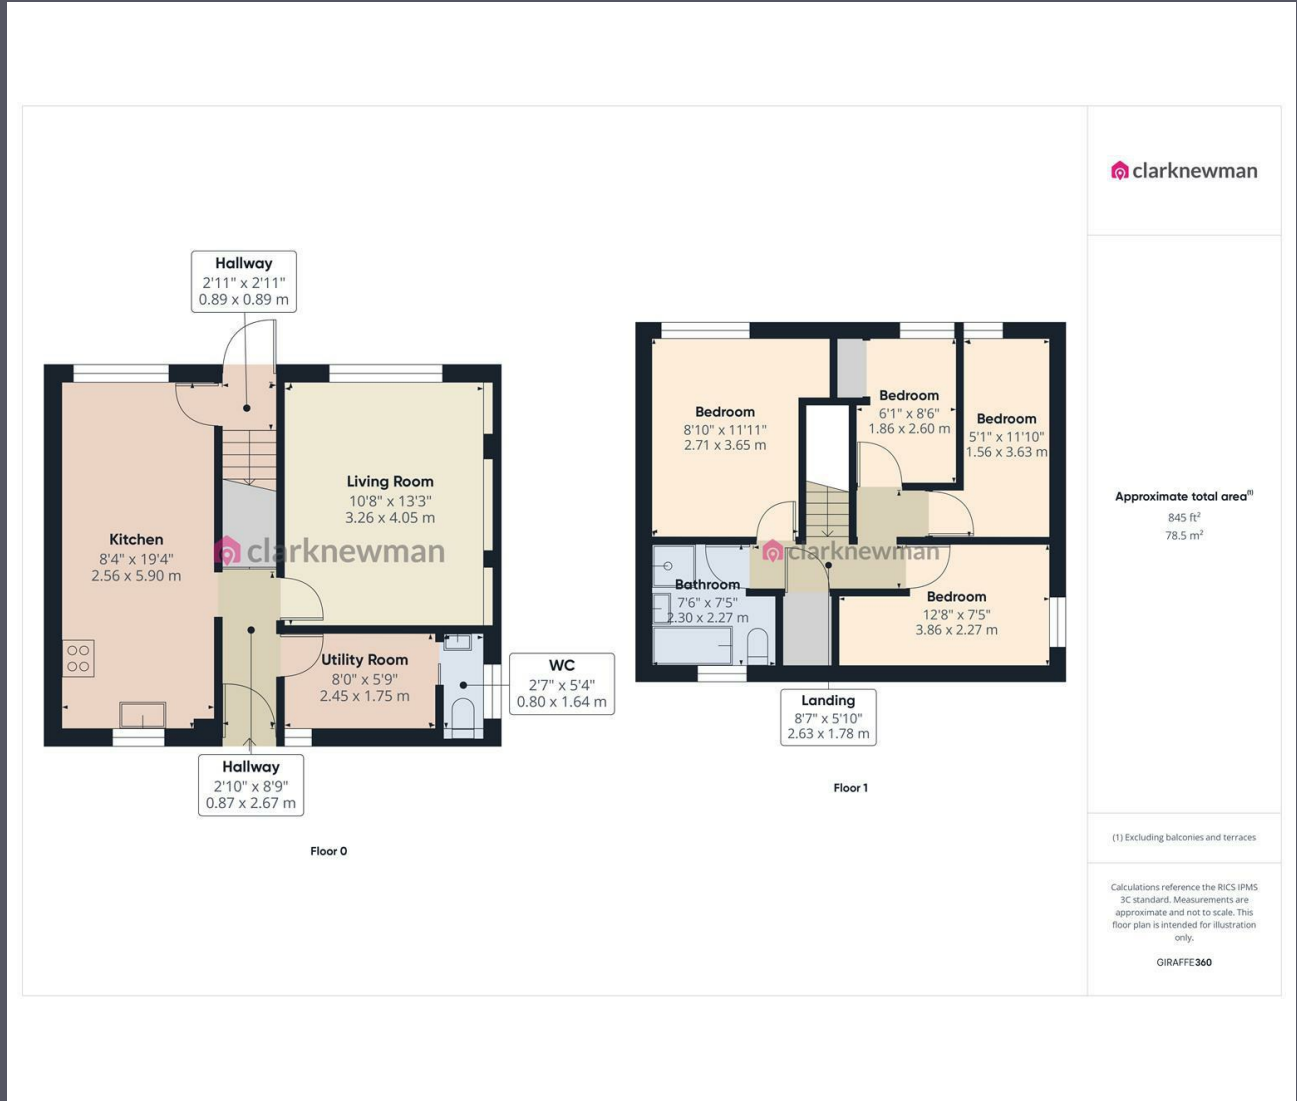 clarknewman
Hallway
2'11" x 2'11"
0.89 x 0.89 m
Kitchen
8'4" x 19'4"
2.56 x 5.90 m
Living Room
10'8" x 13'3"
3.26 x 4.05 m
clarknewman
Utility Room
8'0" x 5'9"
2.45 x 1.75 m
WC
2'7" x 5'4"
0.80 x 1.64 m
Hallway
2'10" x 8'9"
0.87 x 2.67 m
Floor 0
Bedroom
8'10" x 11'11"
2.71 x 3.65 m
Bedroom
6'1" x 8'6"
1.86 x 2.60 m
Bedroom
5'1" x 11'10"
1.56 x 3.63 m
clarknewman
Bathroom
7'6" x 7'5"
2.30 x 2.27 m
Bedroom
12'8" x 7'5"
3.86 x 2.27 m
Landing
8'7" x 5'10"
2.63 x 1.78 m
Floor 1
Approximate total area(1)
845 ft²
78.5 m²
(1) Excluding balconies and terraces
Calculations reference the RICS IPMS
3C standard. Measurements are
approximate and not to scale. This
floor plan is intended for illustration
only.
GIRAFFE360